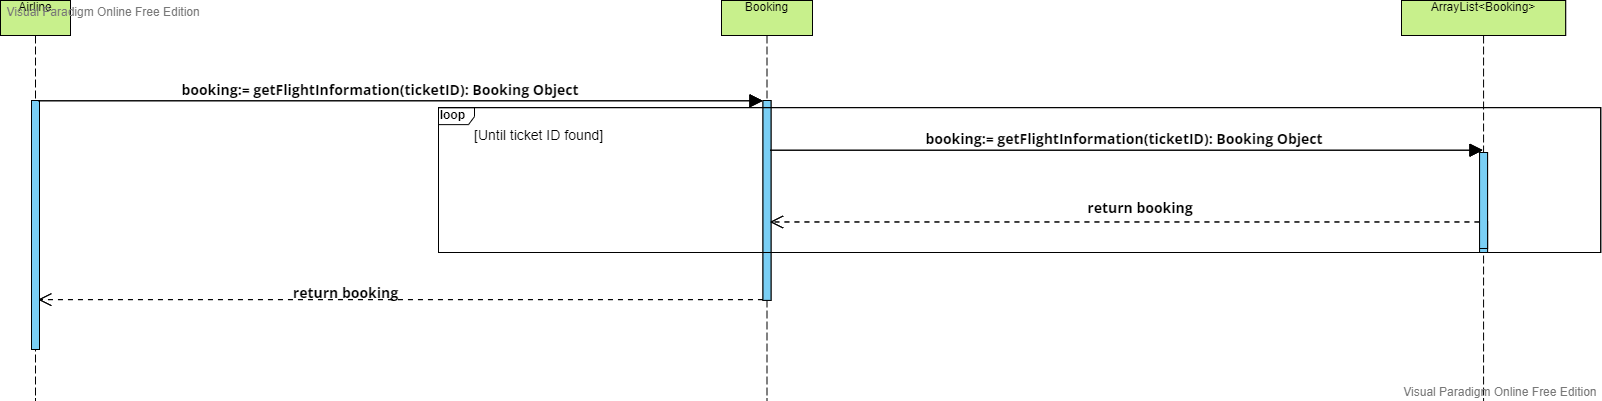 Airline
Visual Paradigm Online Free Edition
Booking
ArrayList<Booking>
booking:= getFlightInformation(ticketID): Booking Object
loop
[Until ticket ID found]
booking:= getFlightInformation(ticketID): Booking Object
return booking
return booking
Visual Paradigm Online Free Edition